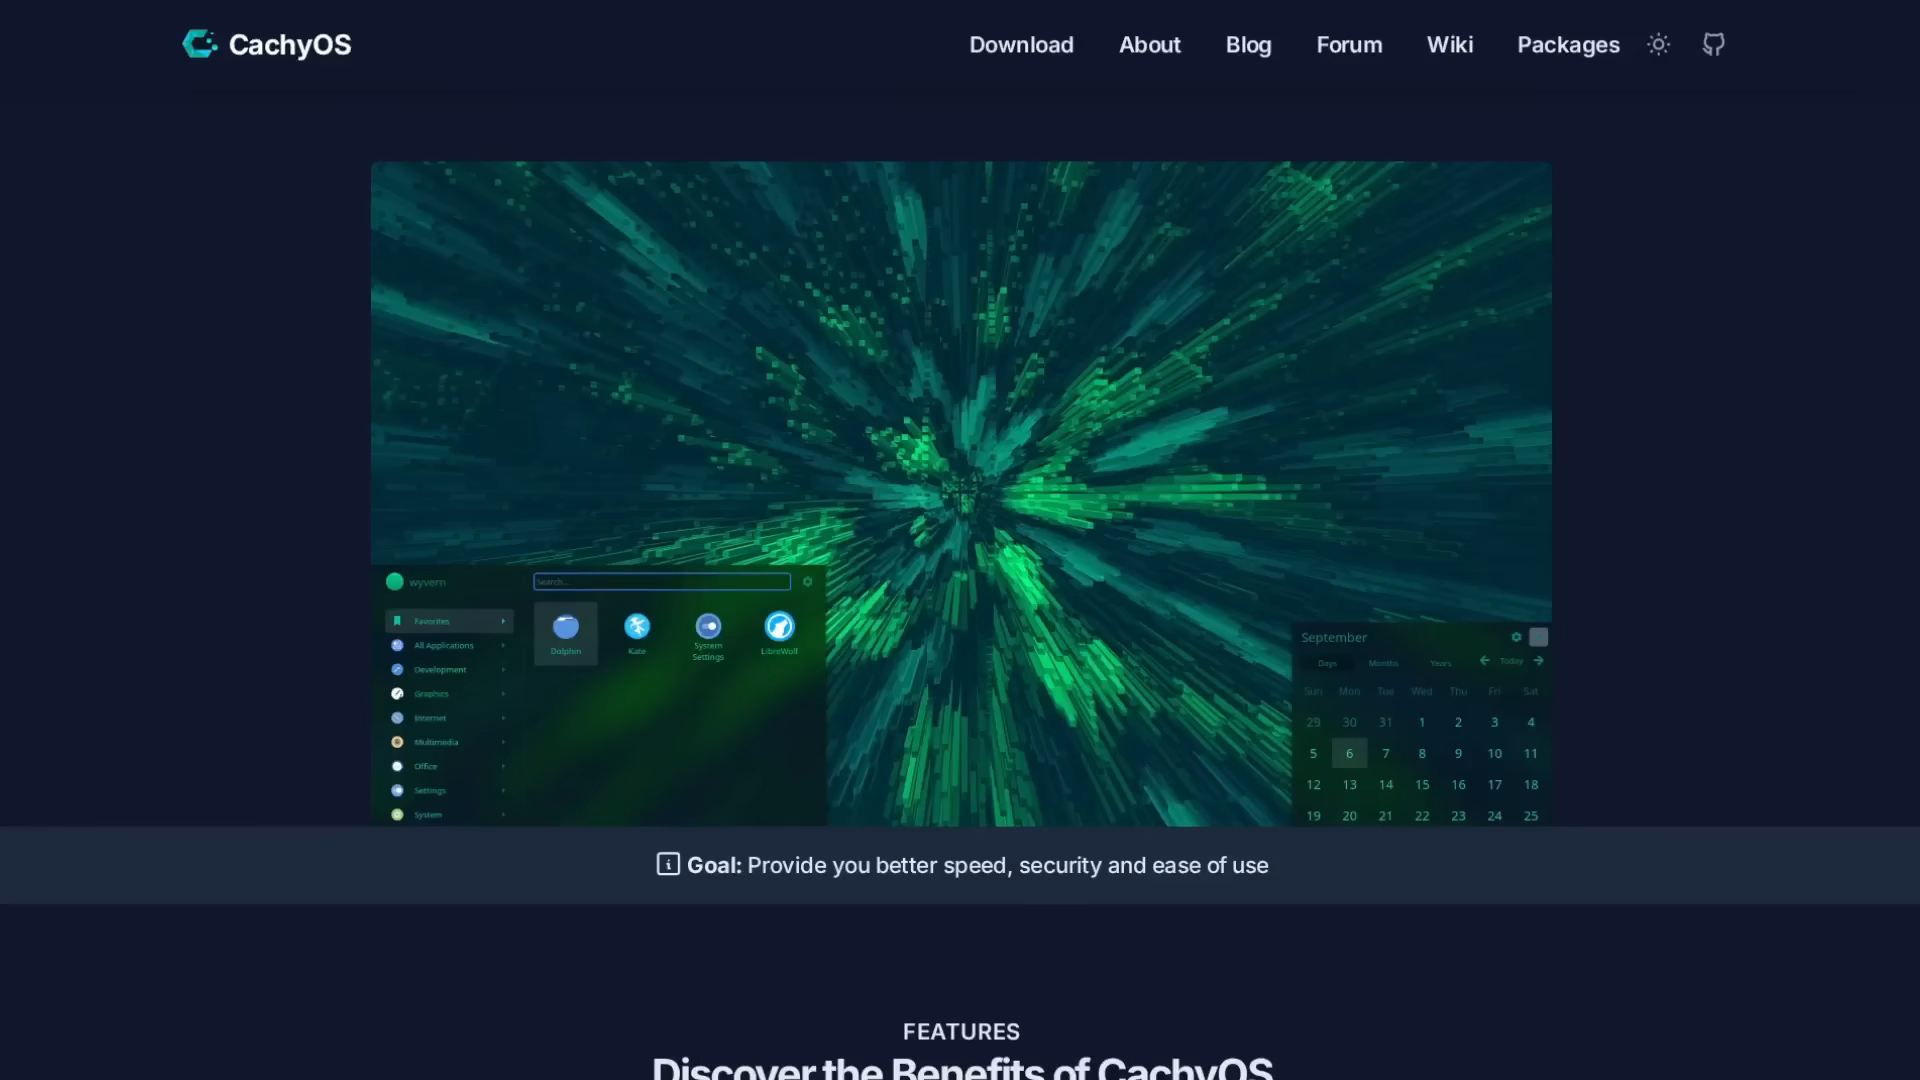 CachyOS
Download About Blog Forum Wiki Packages
wyvern
Search...
Favorites
All Applications
Development
Graphics
Internet
Multimedia
Office
Settings
System
Dolphin
Kate
System Settings
LibreWolf
September
Days Months Years Today
Sun Mon Tue Wed Thu Fri Sat
29 30 31 1 2 3 4
5 6 7 8 9 10 11
12 13 14 15 16 17 18
19 20 21 22 23 24 25
Goal: Provide you better speed, security and ease of use
FEATURES
Discover the Benefits of CachyOS